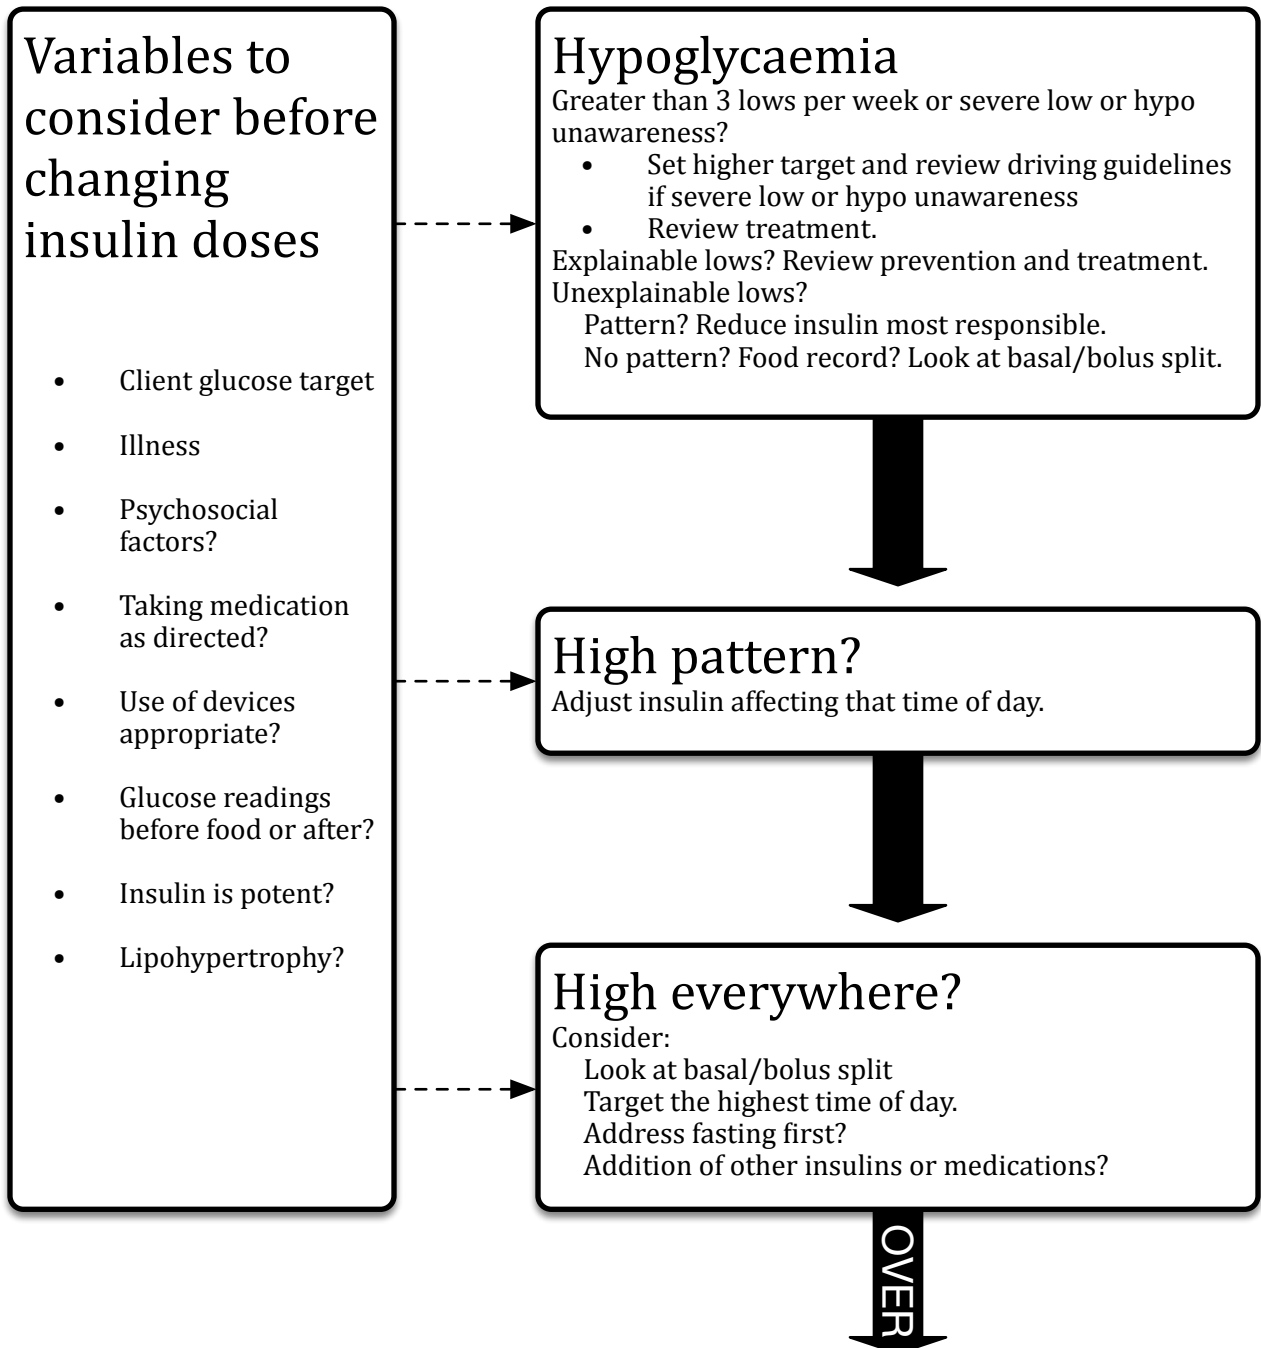 Variables to
consider before
changing
insulin doses
• Client glucose target
• Illness
• Psychosocial
factors?
• Taking medication
as directed?
• Use of devices
appropriate?
• Glucose readings
before food or after?
• Insulin is potent?
• Lipohypertrophy?
Hypoglycaemia
Greater than 3 lows per week or severe low or hypo
unawareness?
• Set higher target and review driving guidelines
if severe low or hypo unawareness
• Review treatment.
Explainable lows? Review prevention and treatment.
Unexplainable lows?
Pattern? Reduce insulin most responsible.
No pattern? Food record? Look at basal/bolus split.
High pattern?
Adjust insulin affecting that time of day.
High everywhere?
Consider:
Look at basal/bolus split
Target the highest time of day.
Address fasting first?
Addition of other insulins or medications?
OVER